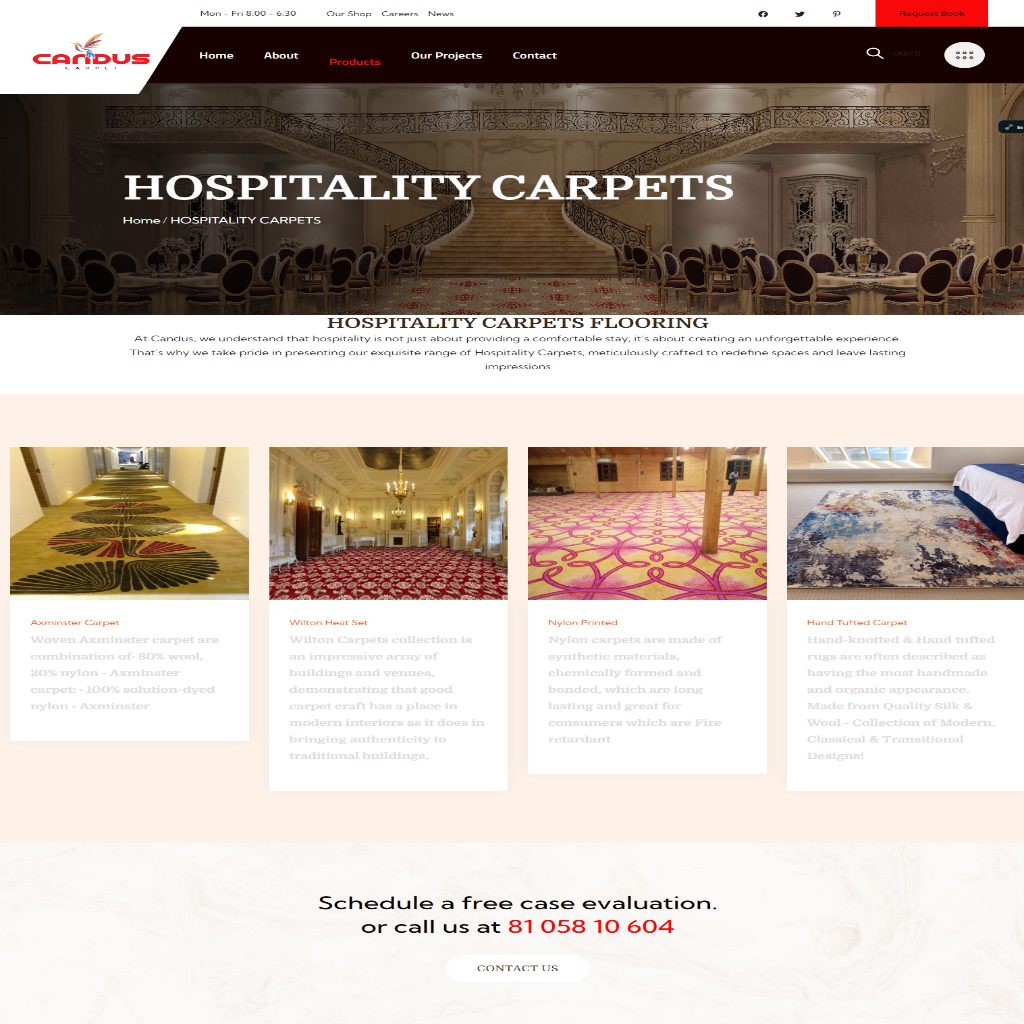 Mon – Fri 8:00 – 6:30 Our Shop Careers News Request Book
CANDUS
CARPET
Home About Products Our Projects Contact search
HOSPITALITY CARPETS
Home / HOSPITALITY CARPETS
HOSPITALITY CARPETS FLOORING
At Candus, we understand that hospitality is not just about providing a comfortable stay; it's about creating an unforgettable experience.
That's why we take pride in presenting our exquisite range of Hospitality Carpets, meticulously crafted to redefine spaces and leave lasting
impressions
Axminster Carpet
Woven Axminster carpet are
combination of- 80% wool,
20% nylon - Axminster
carpet: - 100% solution-dyed
nylon - Axminster
Wilton Heat Set
Wilton Carpets collection is
an impressive array of
buildings and venues,
demonstrating that good
carpet craft has a place in
modern interiors as it does in
bringing authenticity to
traditional buildings.
Nylon Printed
Nylon carpets are made of
synthetic materials,
chemically formed and
bonded, which are long
lasting and great for
consumers which are Fire
retardant
Hand Tufted Carpet
Hand-knotted & Hand tufted
rugs are often described as
having the most handmade
and organic appearance.
Made from Quality Silk &
Wool - Collection of Modern,
Classical & Transitional
Designs!
Schedule a free case evaluation.
or call us at 81 058 10 604
CONTACT US